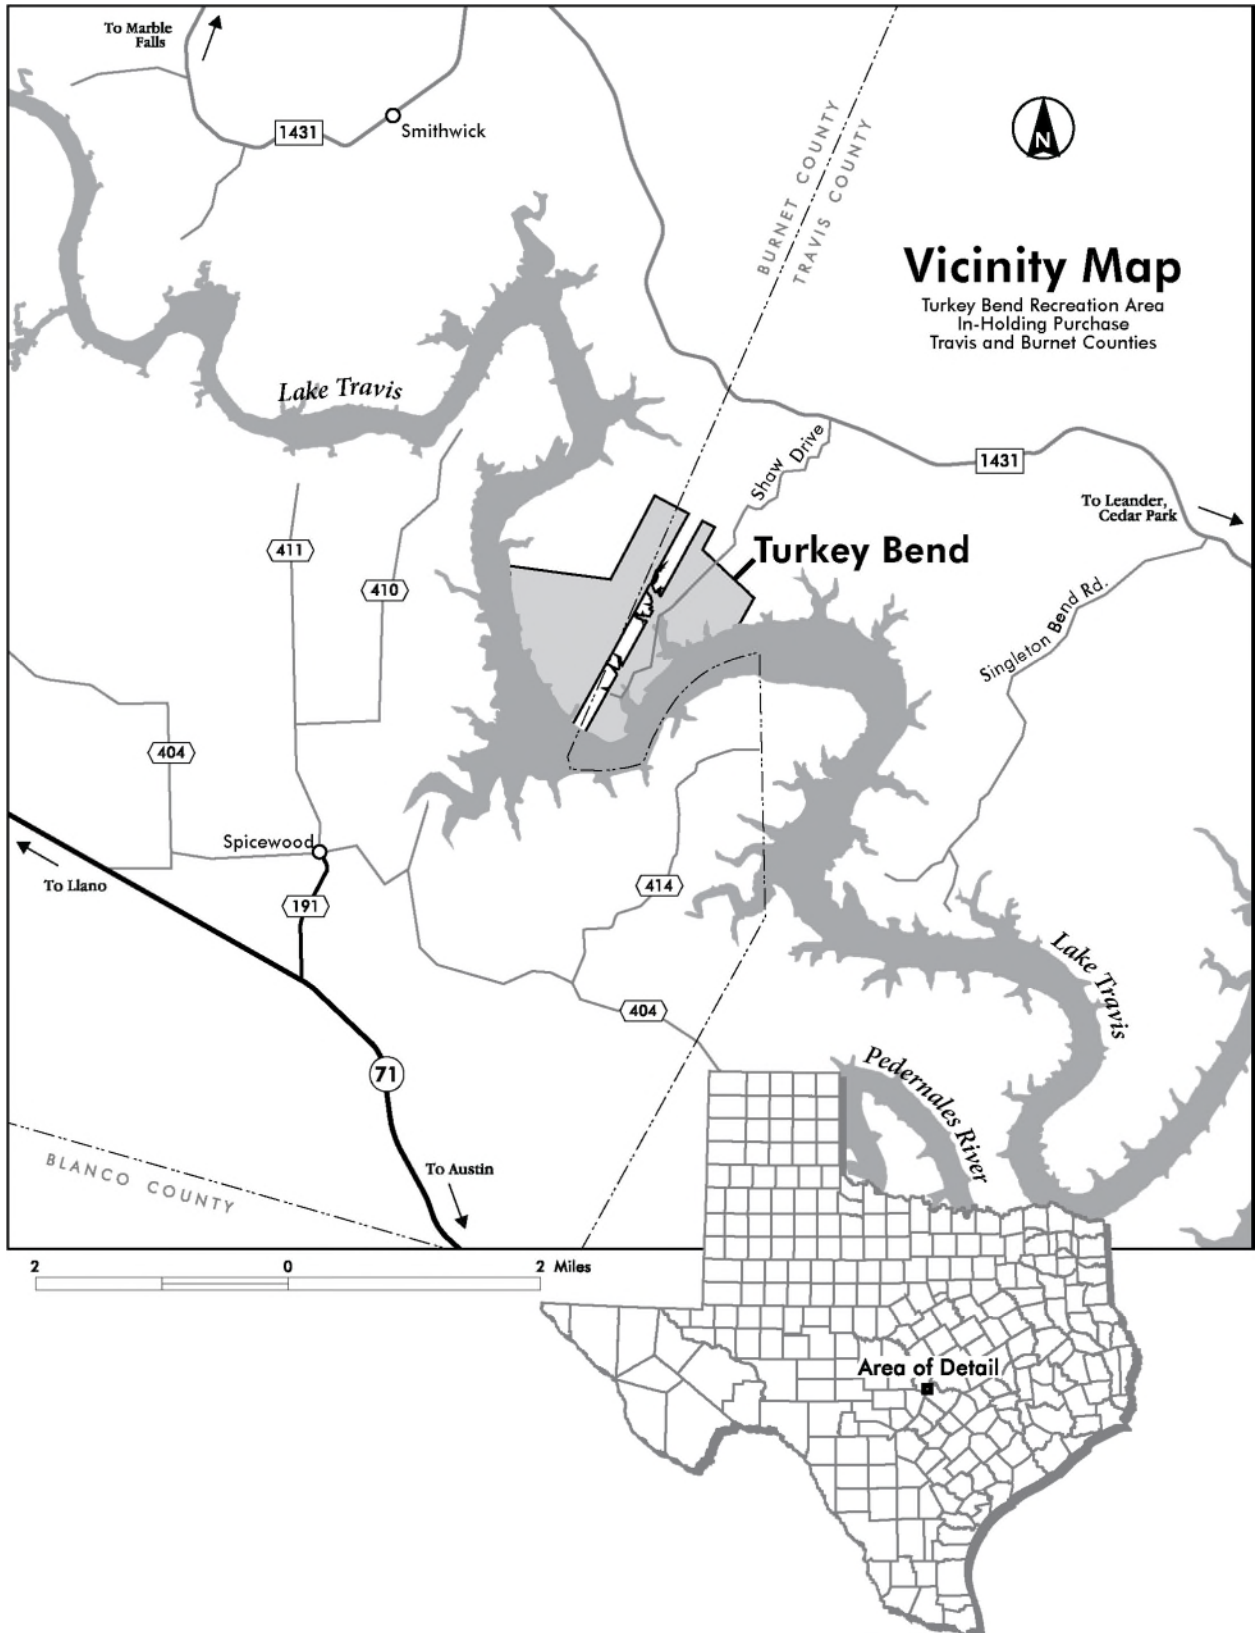 To Marble
Falls
1431
Smithwick
BURNET COUNTY
TRAVIS COUNTY
N
Vicinity Map
Turkey Bend Recreation Area
In-Holding Purchase
Travis and Burnet Counties
Lake Travis
Shaw Drive
1431
To Leander,
Cedar Park
411
Turkey Bend
410
Singleton Bend Rd.
404
Spicewood
To Llano
414
191
Lake Travis
404
71
Pedernales River
BLANCO COUNTY
To Austin
2 0 2 Miles
Area of Detail